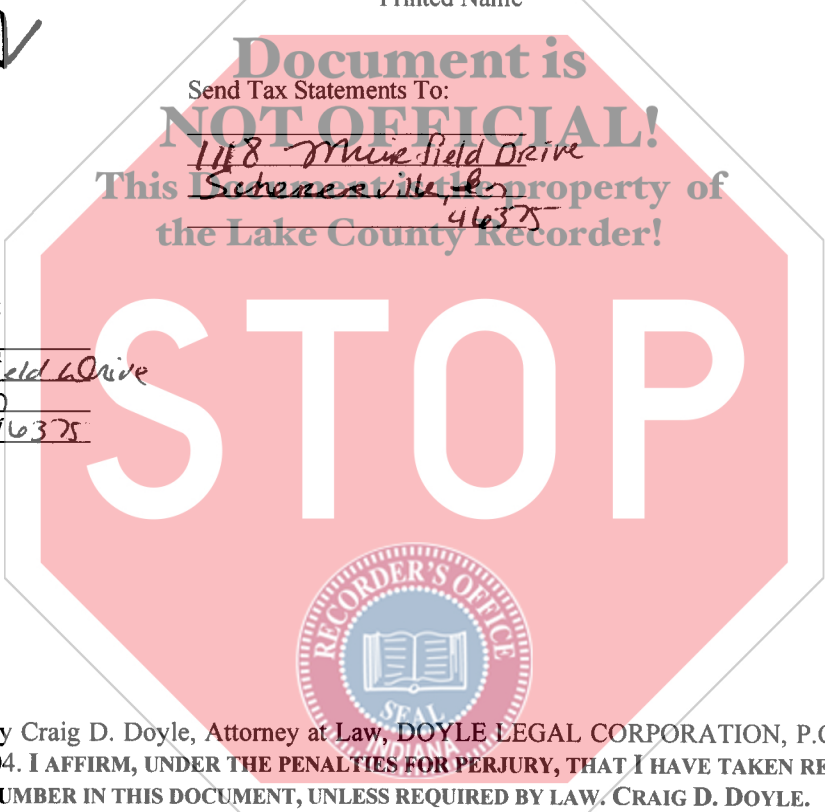 Printed Name
Document is
Send Tax Statements To:
NOT OFFICIAL!
1118 Muirfield Drive
This Document is the property of
Schererville, In
46375
the Lake County Recorder!
eld Drive
46375
STOP
RECORDER'S OFFICE
SEAL
INDIANA
y Craig D. Doyle, Attorney at Law, DOYLE LEGAL CORPORATION, P.C
04. I AFFIRM, UNDER THE PENALTIES FOR PERJURY, THAT I HAVE TAKEN RE
UMBER IN THIS DOCUMENT, UNLESS REQUIRED BY LAW. CRAIG D. DOYLE.